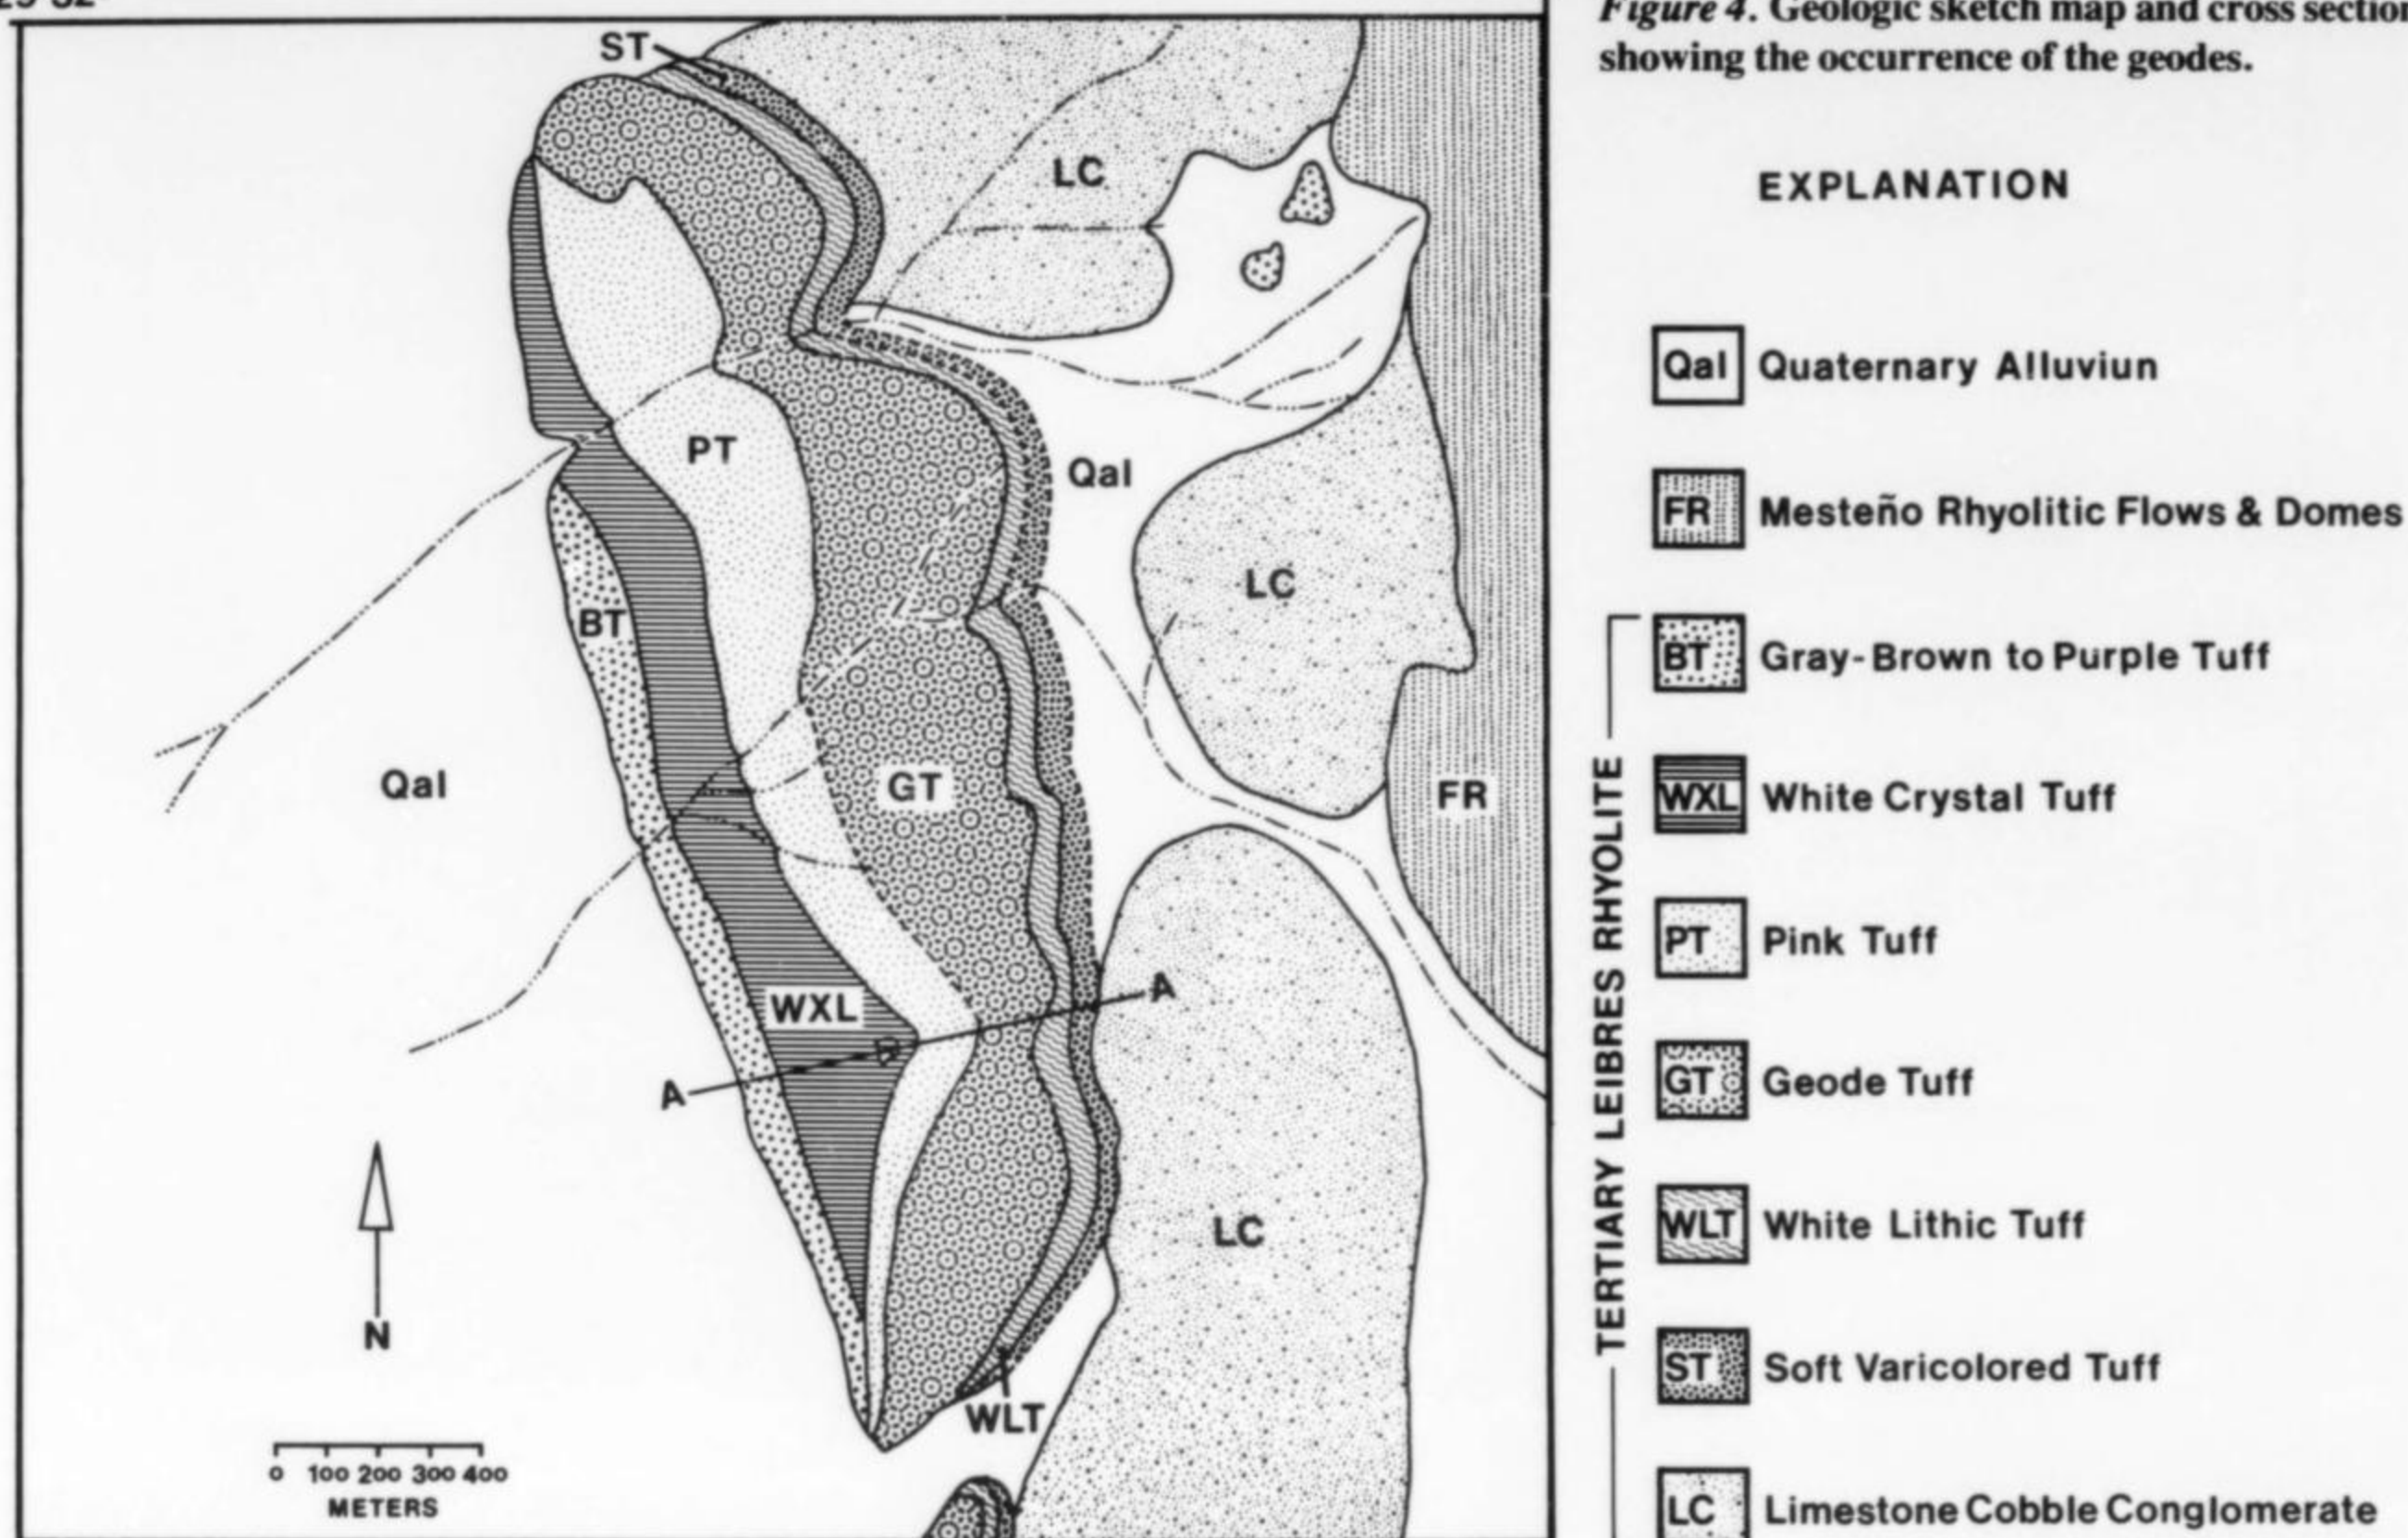 Figure 4. Geologic sketch map and cross section
showing the occurrence of the geodes.
ST
LC
PT
Qal
LC
BT
Qal
GT
FR
WXL
A
A
LC
WLT
N
0 100 200 300 400
METERS
EXPLANATION
Qal Quaternary Alluviun
FR Mesteño Rhyolitic Flows & Domes
TERTIARY LEIBRES RHYOLITE
BT Gray-Brown to Purple Tuff
WXL White Crystal Tuff
PT Pink Tuff
GT Geode Tuff
WLT White Lithic Tuff
ST Soft Varicolored Tuff
LC Limestone Cobble Conglomerate